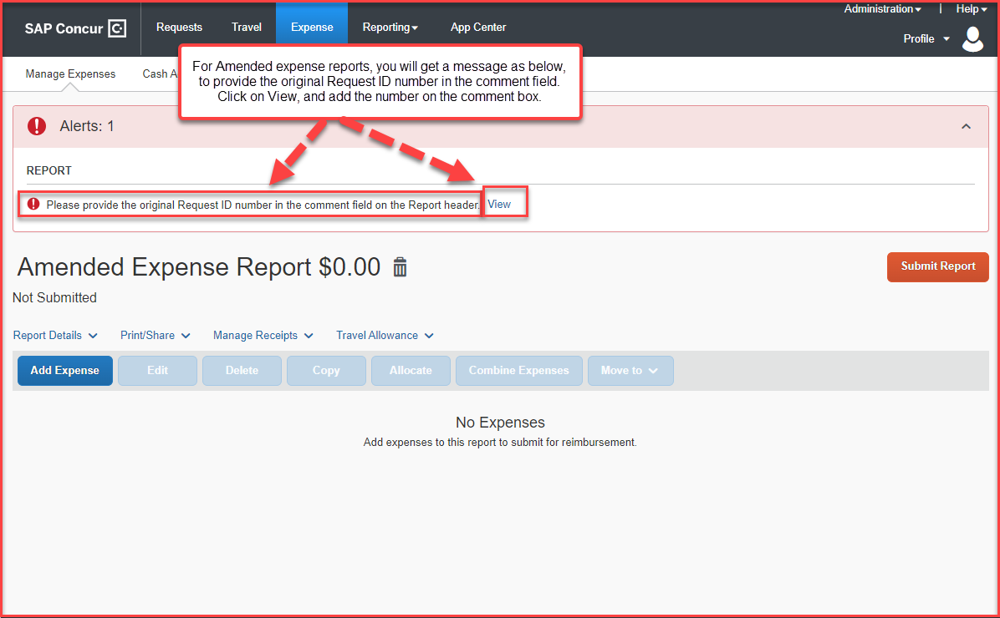 Administration
|
Help
SAP Concur C
Requests
Travel
Expense
Reporting
App Center
Profile
Manage Expenses
Cash A
For Amended expense reports, you will get a message as below,
to provide the original Request ID number in the comment field.
Click on View, and add the number on the comment box.
Alerts: 1
REPORT
Please provide the original Request ID number in the comment field on the Report header.
View
Amended Expense Report $0.00
Submit Report
Not Submitted
Report Details
Print/Share
Manage Receipts
Travel Allowance
Add Expense
Edit
Delete
Copy
Allocate
Combine Expenses
Move to
No Expenses
Add expenses to this report to submit for reimbursement.